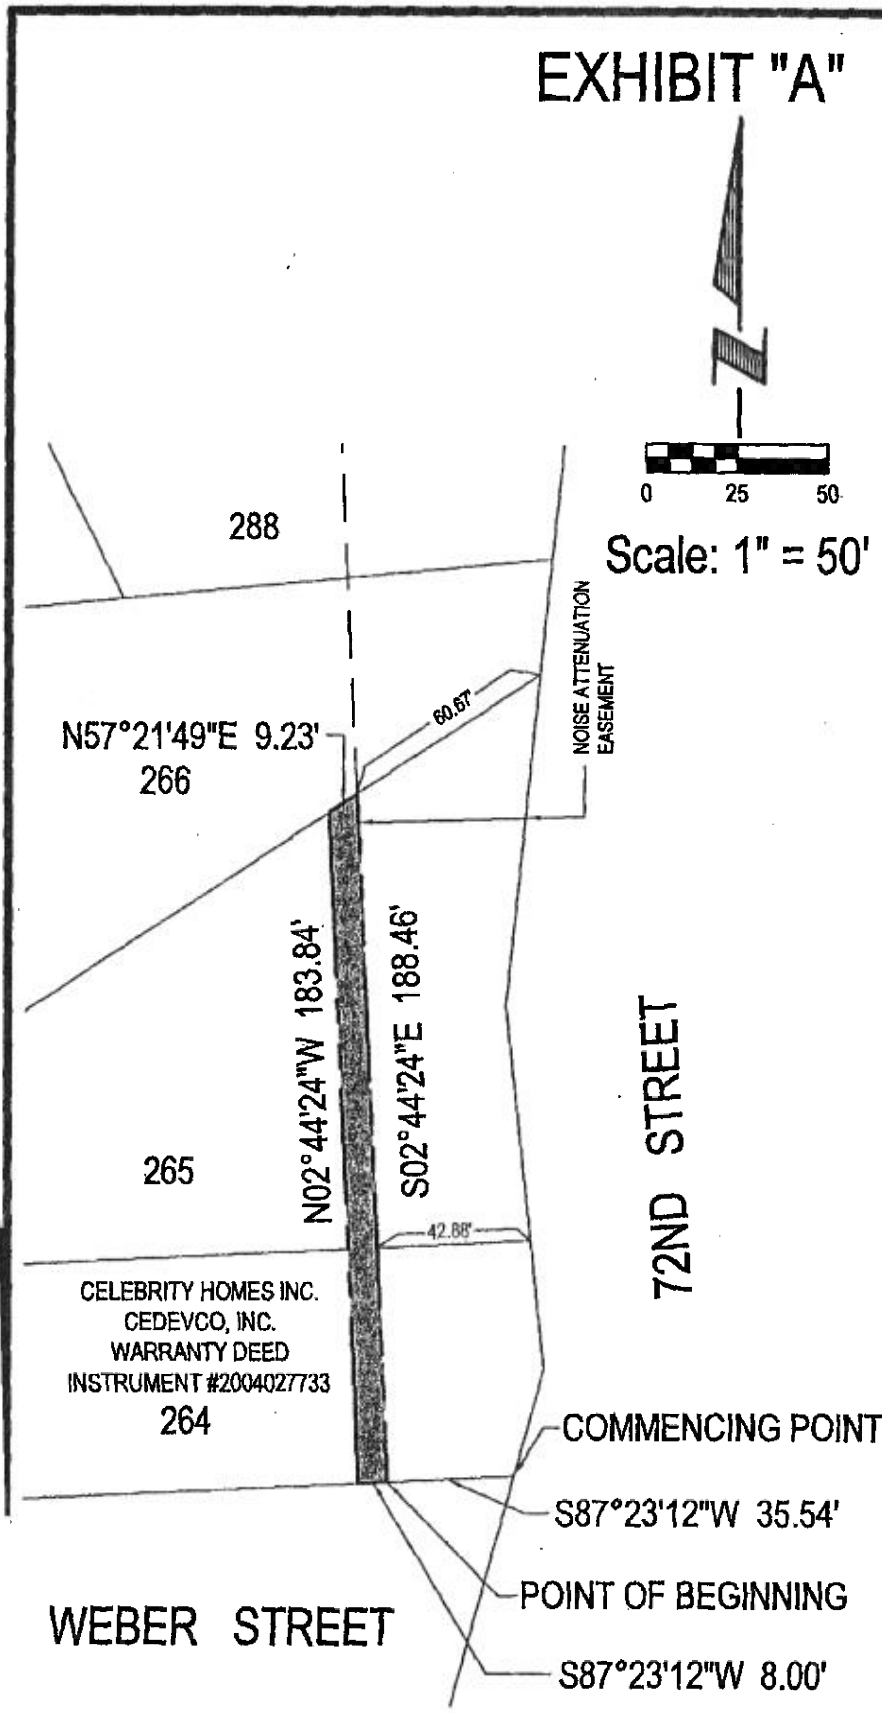 EXHIBIT "A"
0 25 50
Scale: 1" = 50'
288
NOISE ATTENUATION
EASEMENT
60.67'
N57°21'49"E 9.23'
266
N02°44'24"W 183.84'
S02°44'24"E 188.46'
72ND STREET
265
42.88'
CELEBRITY HOMES INC.
CEDEVCO, INC.
WARRANTY DEED
INSTRUMENT #2004027733
264
COMMENCING POINT
S87°23'12"W 35.54'
POINT OF BEGINNING
WEBER STREET
S87°23'12"W 8.00'